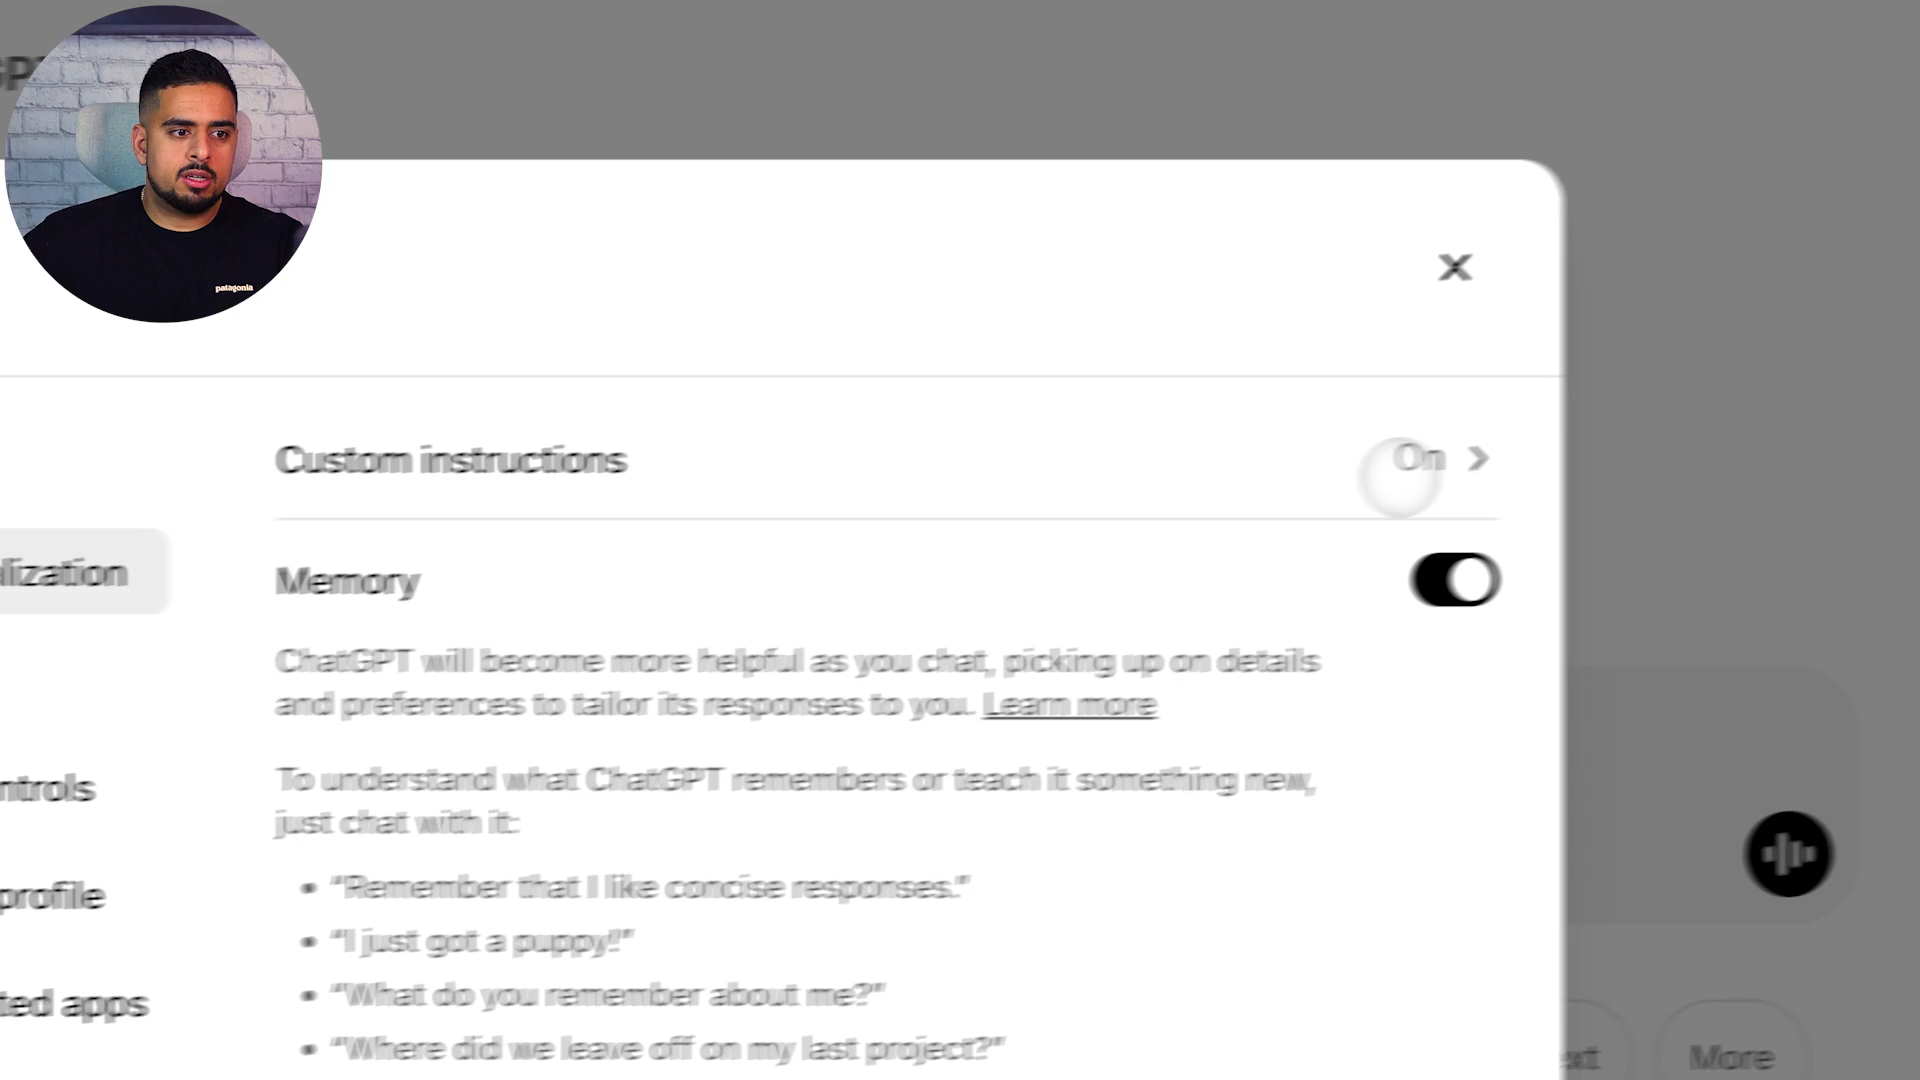 GPT
patagonia
Custom instructions
On
alization
Memory
ChatGPT will become more helpful as you chat, picking up on details
and preferences to tailor its responses to you. Learn more
To understand what ChatGPT remembers or teach it something new,
just chat with it:
ntrols
• “Remember that I like concise responses.”
profile
• “I just got a puppy!”
• “What do you remember about me?”
ted apps
• “Where did we leave off on my last project?”
ext
More